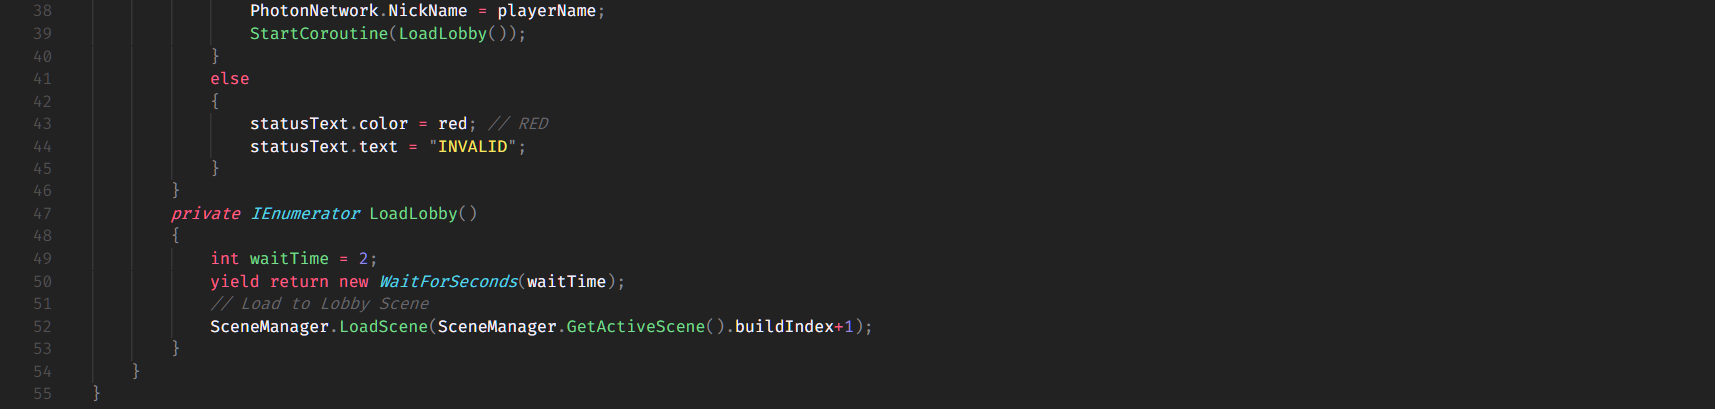 38 PhotonNetwork.NickName = playerName;
39 StartCoroutine(LoadLobby());
40 }
41 else
42 {
43 statusText.color = red; // RED
44 statusText.text = "INVALID";
45 }
46 }
47 private IEnumerator LoadLobby()
48 {
49 int waitTime = 2;
50 yield return new WaitForSeconds(waitTime);
51 // Load to Lobby Scene
52 SceneManager.LoadScene(SceneManager.GetActiveScene().buildIndex+1);
53 }
54 }
55 }